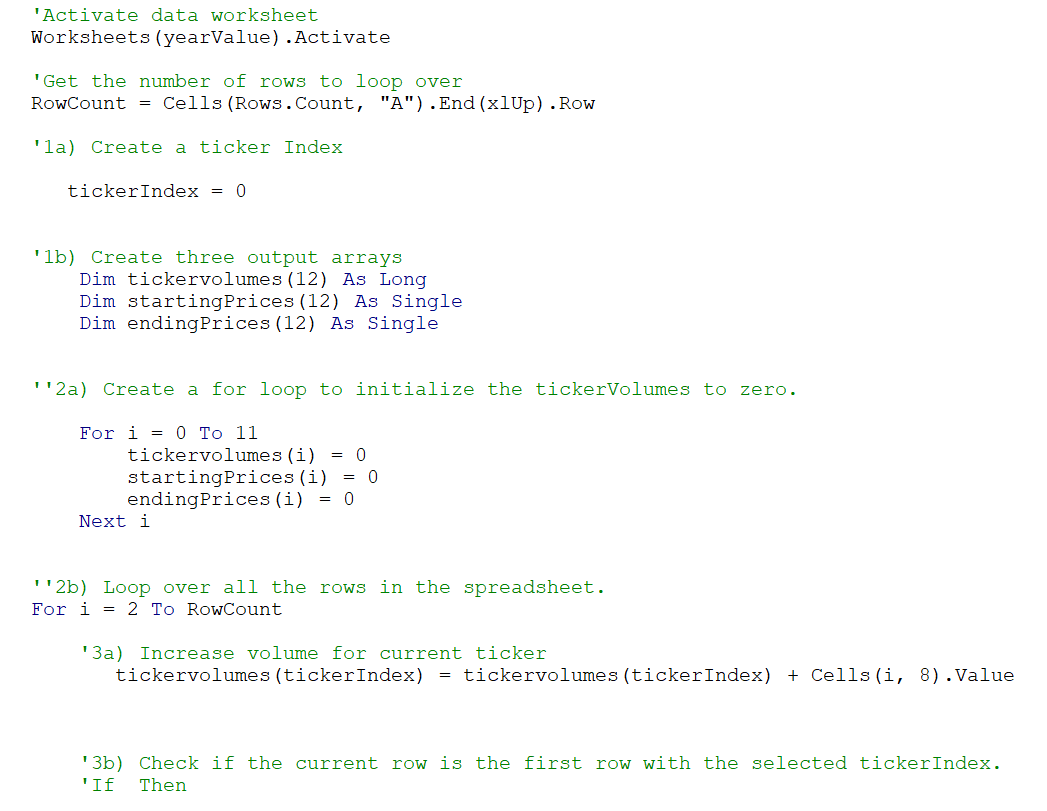 'Activate data worksheet
Worksheets(yearValue).Activate
'Get the number of rows to loop over
RowCount = Cells(Rows.Count, "A").End(xlUp).Row
'1a) Create a ticker Index
tickerIndex = 0
'1b) Create three output arrays
Dim tickervolumes(12) As Long
Dim startingPrices(12) As Single
Dim endingPrices(12) As Single
''2a) Create a for loop to initialize the tickerVolumes to zero.
For i = 0 To 11
tickervolumes(i) = 0
startingPrices(i) = 0
endingPrices(i) = 0
Next i
''2b) Loop over all the rows in the spreadsheet.
For i = 2 To RowCount
'3a) Increase volume for current ticker
tickervolumes(tickerIndex) = tickervolumes(tickerIndex) + Cells(i, 8).Value
'3b) Check if the current row is the first row with the selected tickerIndex.
'If  Then